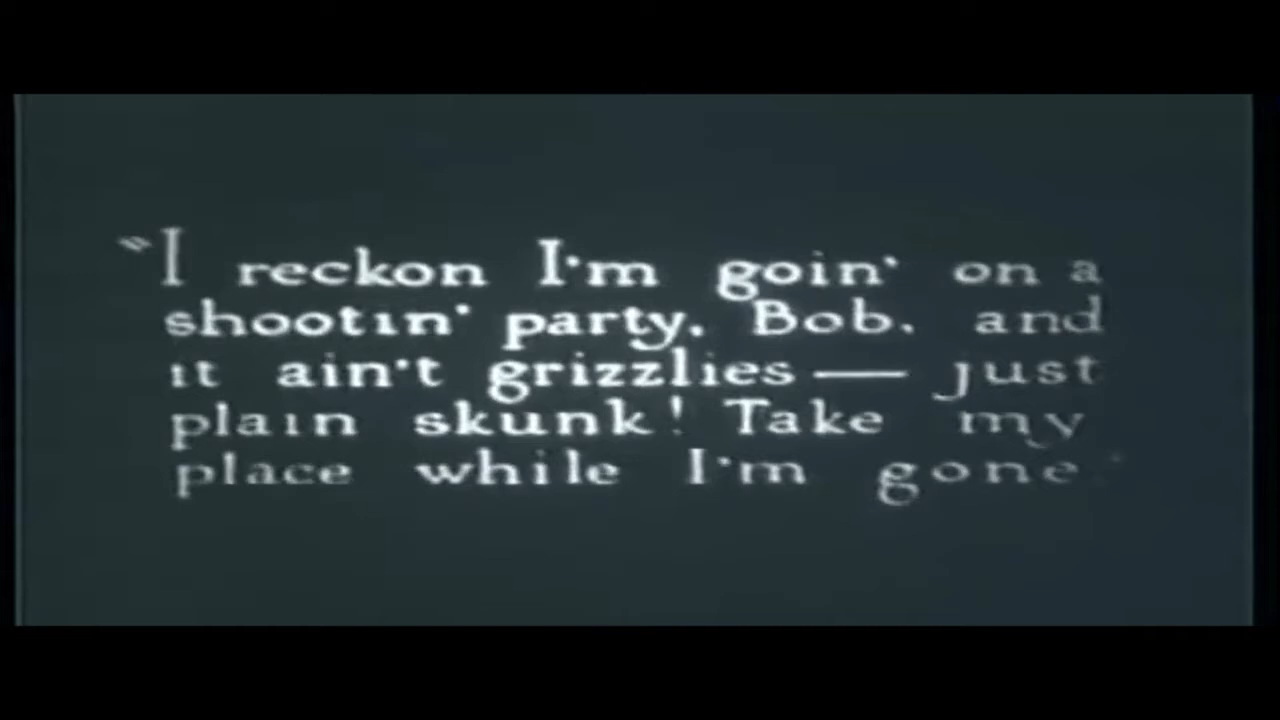 "I reckon I'm goin' on a
shootin' party, Bob, and
it ain't grizzlies — just
plain skunk! Take my
place while I'm gone."